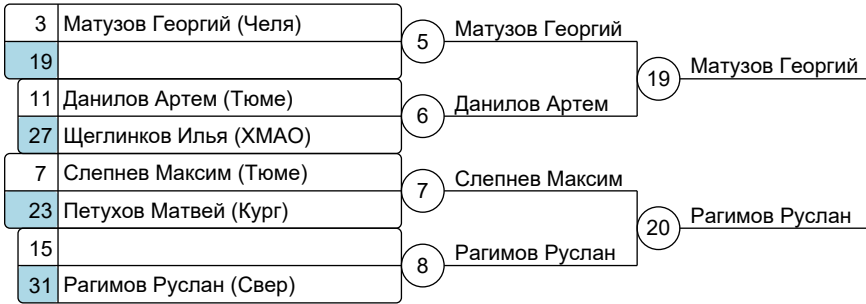 3 Матузов Георгий (Челя)
19
5 Матузов Георгий
11 Данилов Артем (Тюме)
27 Щеглинков Илья (ХМАО)
6 Данилов Артем
19 Матузов Георгий
7 Слепнев Максим (Тюме)
23 Петухов Матвей (Кург)
7 Слепнев Максим
15
31 Рагимов Руслан (Свер)
8 Рагимов Руслан
20 Рагимов Руслан